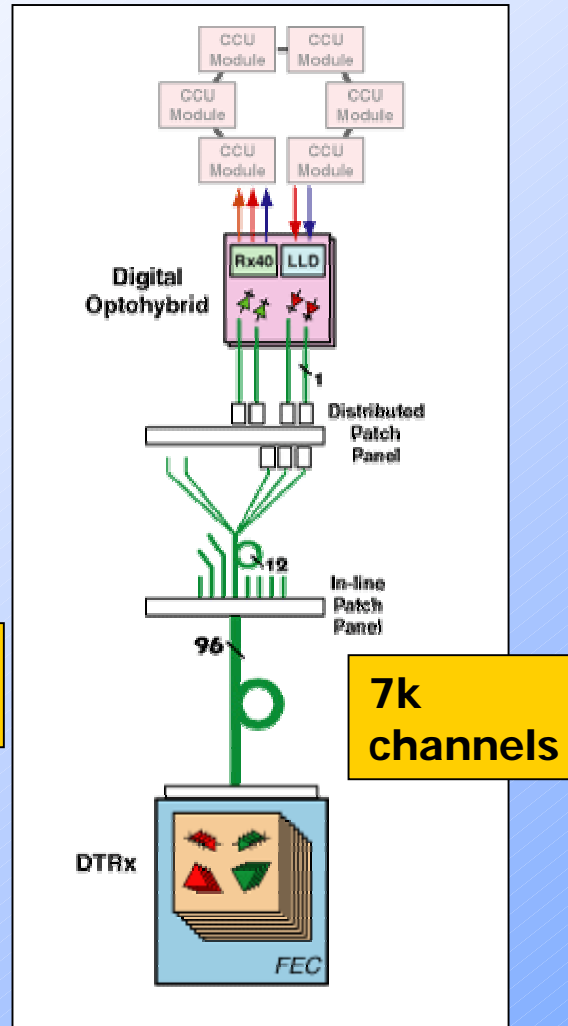 CCU
Module
CCU
Module
CCU
Module
CCU
Module
CCU
Module
CCU
Module
Rx40
LLD
Digital
Optohybrid
1
Distributed
Patch
Panel
12
In-line
Patch
Panel
96
7k
channels
DTRx
FEC